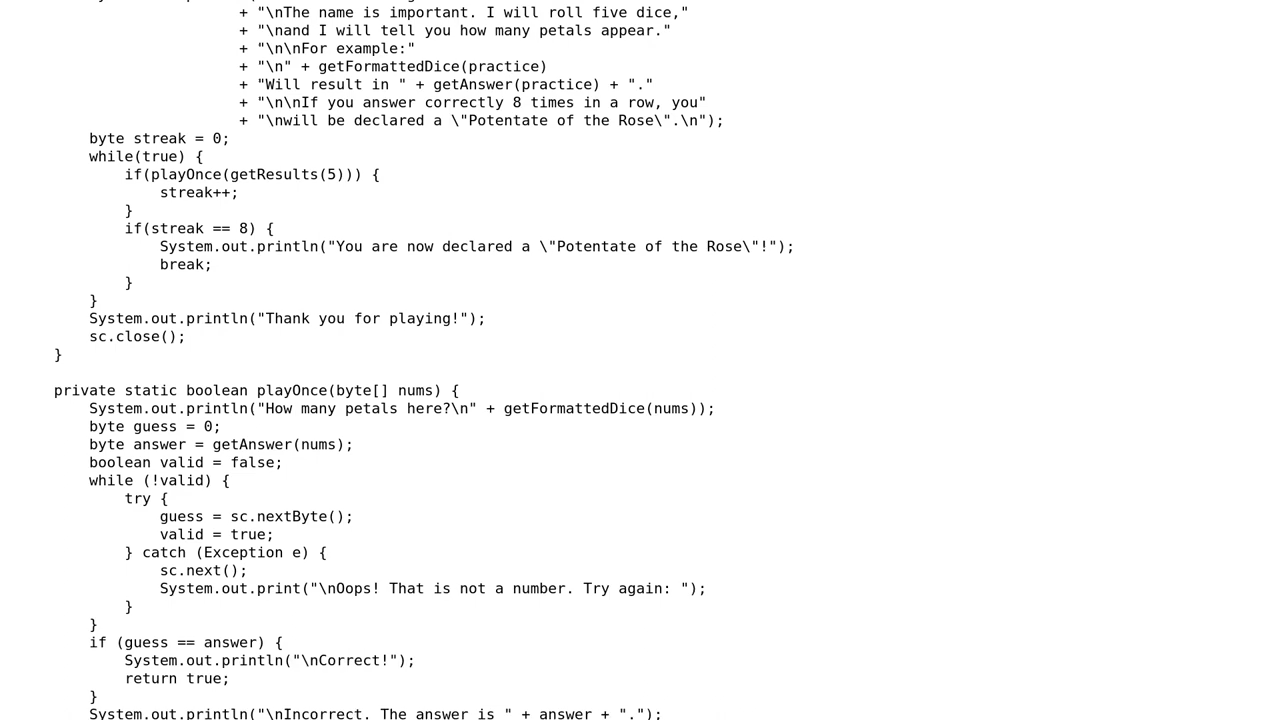 + "\nThe name is important. I will roll five dice,"
+ "\nand I will tell you how many petals appear."
+ "\n\nFor example:"
+ "\n" + getFormattedDice(practice)
+ "Will result in " + getAnswer(practice) + "."
+ "\n\nIf you answer correctly 8 times in a row, you"
+ "\nwill be declared a \"Potentate of the Rose\".\n");
byte streak = 0;
while(true) {
if(playOnce(getResults(5))) {
streak++;
}
if(streak == 8) {
System.out.println("You are now declared a \"Potentate of the Rose\"!");
break;
}
}
System.out.println("Thank you for playing!");
sc.close();
}
private static boolean playOnce(byte[] nums) {
System.out.println("How many petals here?\n" + getFormattedDice(nums));
byte guess = 0;
byte answer = getAnswer(nums);
boolean valid = false;
while (!valid) {
try {
guess = sc.nextByte();
valid = true;
} catch (Exception e) {
sc.next();
System.out.print("\nOops! That is not a number. Try again: ");
}
}
if (guess == answer) {
System.out.println("\nCorrect!");
return true;
}
System.out.println("\nIncorrect. The answer is " + answer + ".");